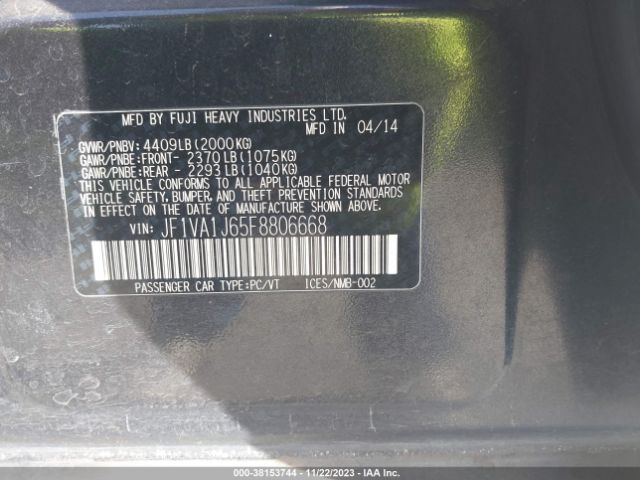 MFD BY FUJI HEAVY INDUSTRIES LTD.
MFD IN 04/14
GVWR/PNBV: 4409LB(2000KG)
GAWR/PNBE:FRONT- 2370LB(1075KG)
GAWR/PNBE:REAR - 2293LB(1040KG)
THIS VEHICLE CONFORMS TO ALL APPLICABLE FEDERAL MOTOR
VEHICLE SAFETY, BUMPER, AND THEFT PREVENTION STANDARDS
IN EFFECT ON THE DATE OF MANUFACTURE SHOWN ABOVE.
VIN: JF1VA1J65F8806668
PASSENGER CAR TYPE:PC/VT ICES/NMB-002
000-38153744 - 11/22/2023 - IAA Inc.